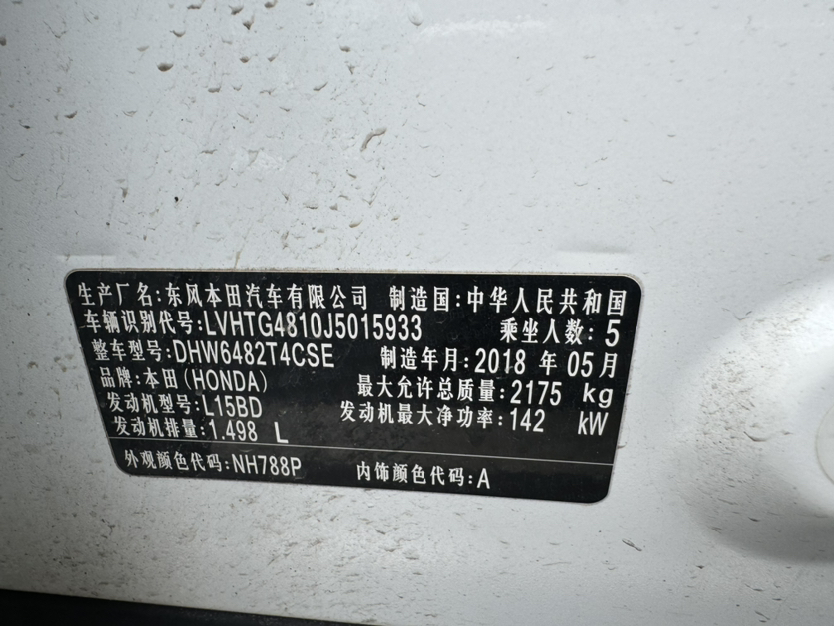 生产厂名:东风本田汽车有限公司 制造国:中华人民共和国
车辆识别代号:LVHTG4810J5015933 乘坐人数:5
整车型号:DHW6482T4CSE 制造年月:2018 年 05 月
品牌:本田(HONDA) 最大允许总质量:2175 kg
发动机型号:L15BD 发动机最大净功率:142 kW
发动机排量:1.498 L
外观颜色代码:NH788P 内饰颜色代码:A